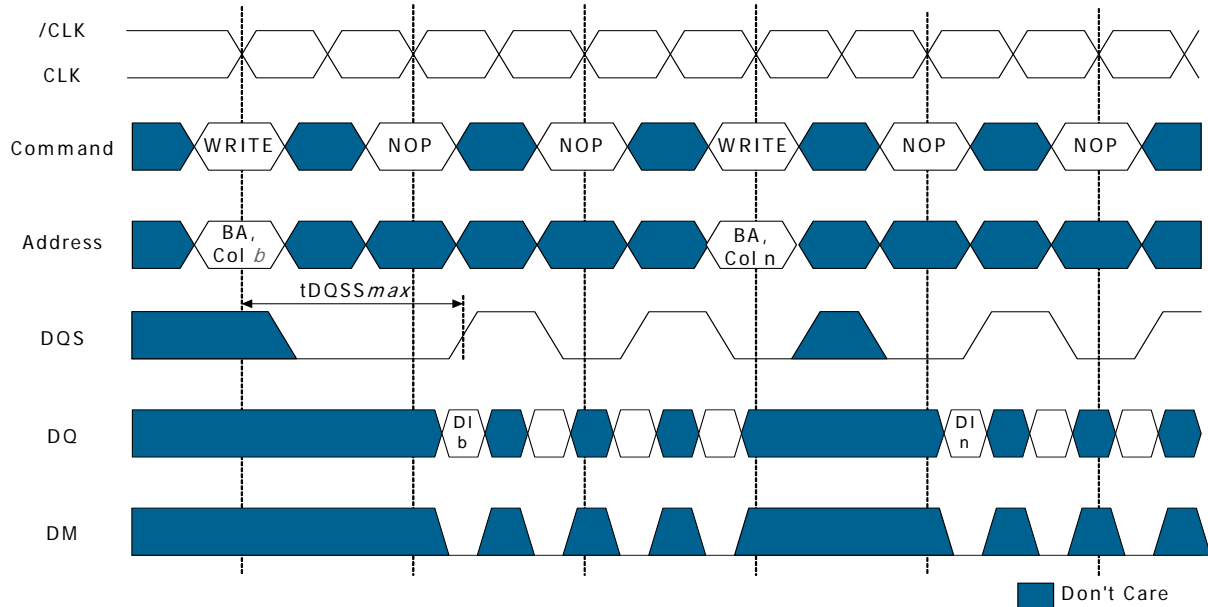 /CLK
CLK
Command
WRITE NOP NOP WRITE NOP NOP
Address
BA,
Col b
BA,
Col n
tDQSSmax
DQS
DQ
DI
b
DI
n
DM
Don't Care